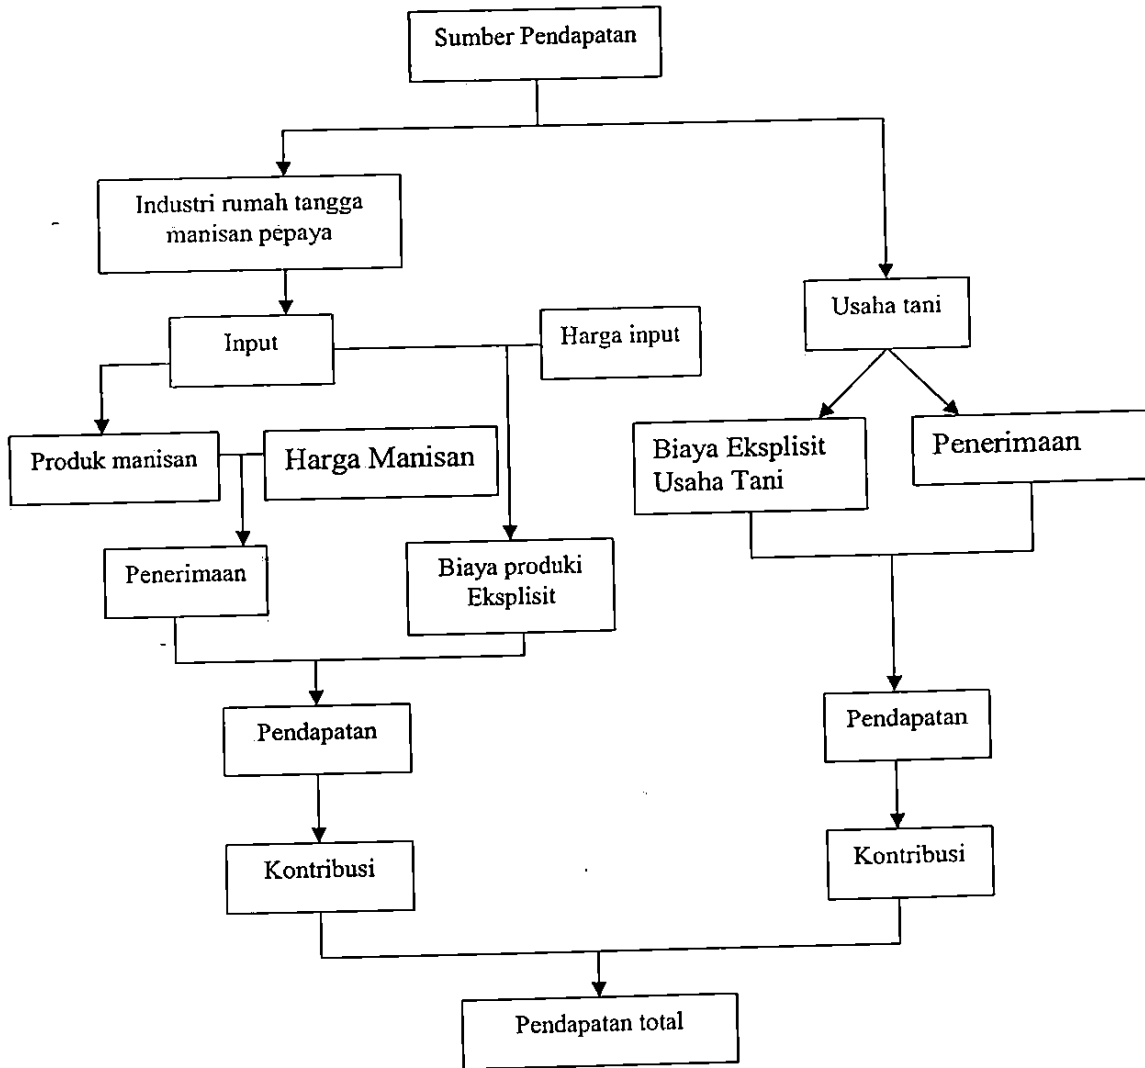 Sumber Pendapatan
Industri rumah tangga
manisan pepaya
Usaha tani
Input
Harga input
Produk manisan
Harga Manisan
Biaya Eksplisit
Usaha Tani
Penerimaan
Penerimaan
Biaya produki
Eksplisit
Pendapatan
Pendapatan
Kontribusi
Kontribusi
Pendapatan total